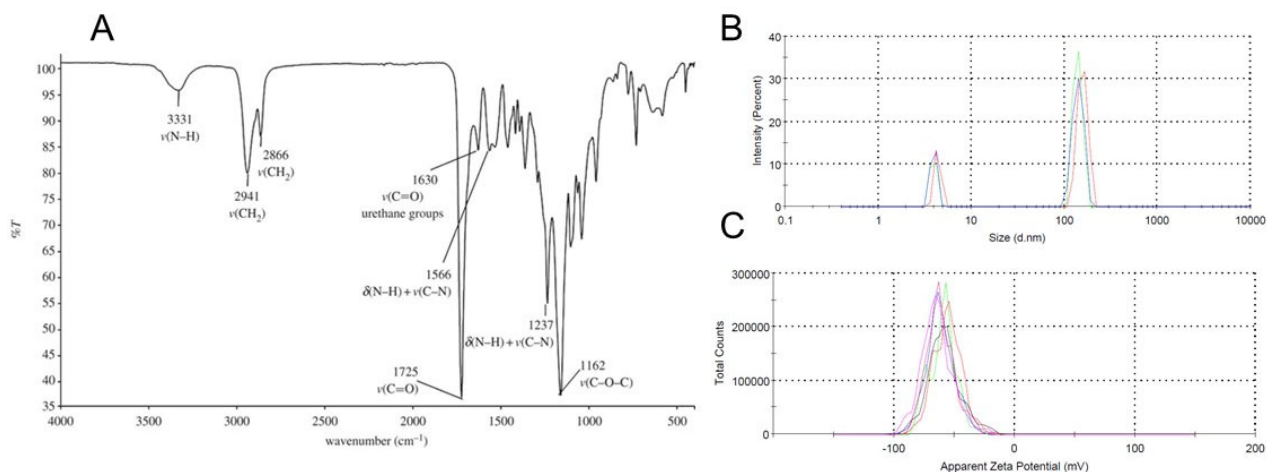 A
100
95
90
85
80
75
70
65
60
55
50
45
40
35
%T
3331
ν(N–H)
2941
ν(CH2)
2866
ν(CH2)
1630
ν(C=O)
urethane groups
1566
δ(N–H)+ν(C–N)
1237
δ(N–H)+ν(C–N)
1725
ν(C=O)
1162
ν(C–O–C)
4000 3500 3000 2500 2000 1500 1000 500
wavenumber (cm⁻¹)
B
40
30
20
10
0
Intensity (Percent)
0.1 1 10 100 1000 10000
Size (d.nm)
C
300000
200000
100000
0
Total Counts
-100 0 100 200
Apparent Zeta Potential (mV)